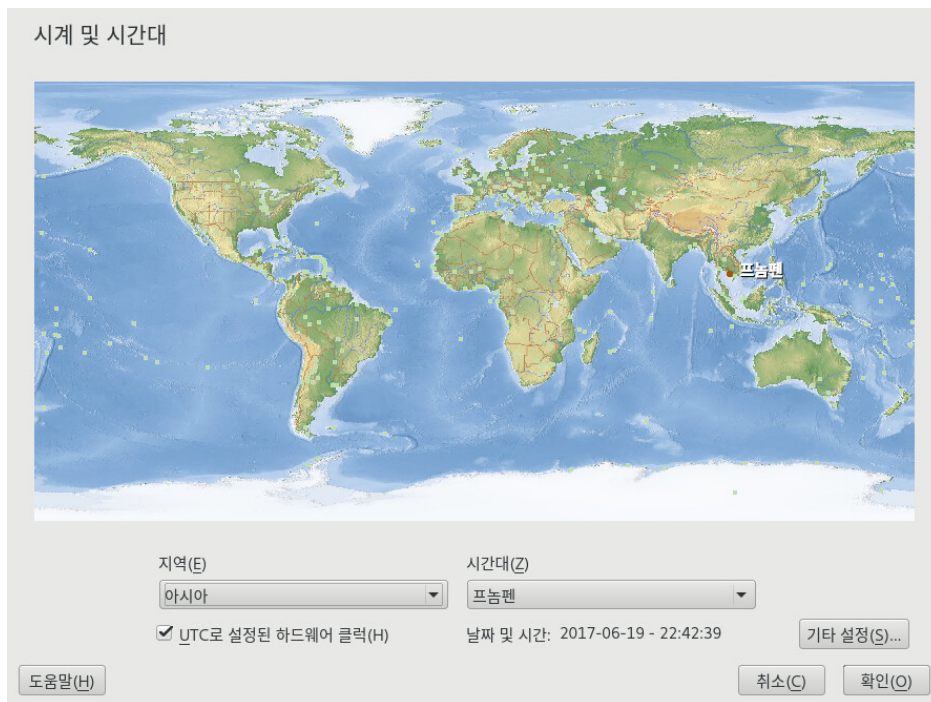 시계 및 시간대
프놈펜
지역(E) 시간대(Z)
아시아 프놈펜
UTC로 설정된 하드웨어 클럭(H) 날짜 및 시간: 2017-06-19 - 22:42:39 기타 설정(S)...
도움말(H) 취소(C) 확인(O)